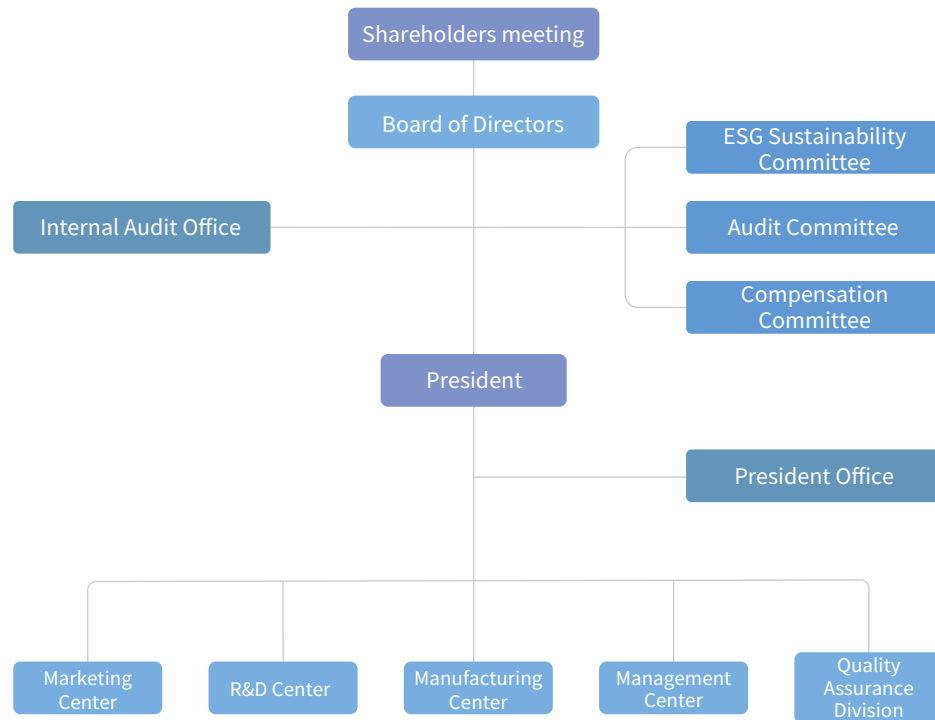 Shareholders meeting
Board of Directors
ESG Sustainability
Committee
Internal Audit Office
Audit Committee
Compensation
Committee
President
President Office
Marketing
Center
R&D Center
Manufacturing
Center
Management
Center
Quality
Assurance
Division